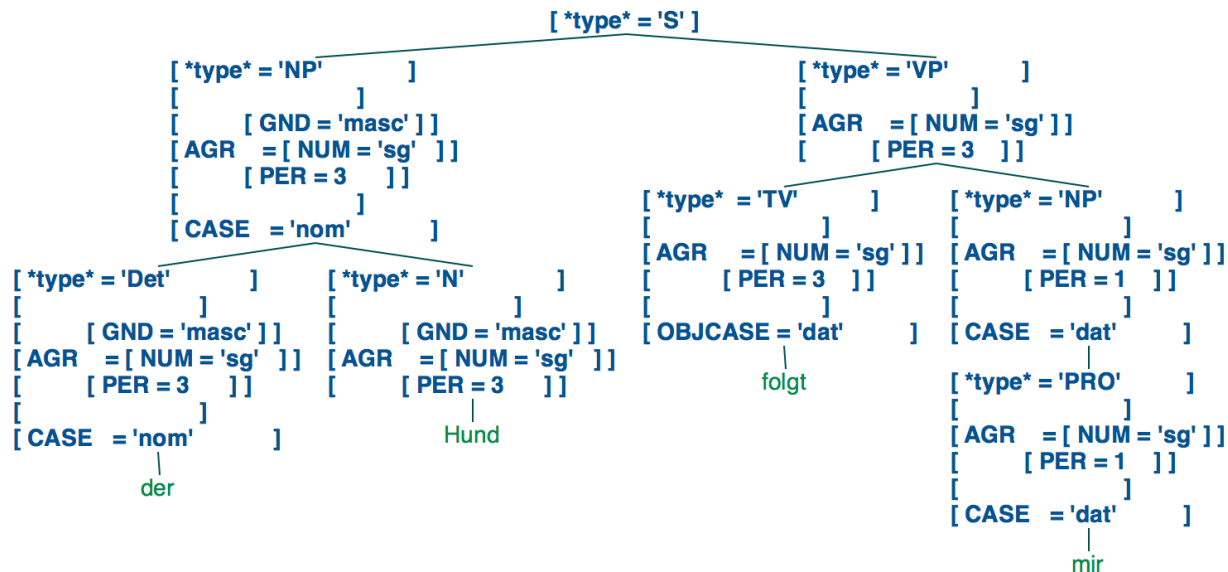 [ *type* = 'S' ]
[ *type* = 'NP' ]
[ ]
[ [ GND = 'masc' ] ]
[ AGR = [ NUM = 'sg' ] ]
[ [ PER = 3 ] ]
[ ]
[ CASE = 'nom' ]
[ *type* = 'VP' ]
[ ]
[ AGR = [ NUM = 'sg' ] ]
[ [ PER = 3 ] ]
[ *type* = 'Det' ]
[ ]
[ [ GND = 'masc' ] ]
[ AGR = [ NUM = 'sg' ] ]
[ [ PER = 3 ] ]
[ ]
[ CASE = 'nom' ]
der
[ *type* = 'N' ]
[ ]
[ [ GND = 'masc' ] ]
[ AGR = [ NUM = 'sg' ] ]
[ [ PER = 3 ] ]
Hund
[ *type* = 'TV' ]
[ ]
[ AGR = [ NUM = 'sg' ] ]
[ [ PER = 3 ] ]
[ ]
[ OBJCASE = 'dat' ]
folgt
[ *type* = 'NP' ]
[ ]
[ AGR = [ NUM = 'sg' ] ]
[ [ PER = 1 ] ]
[ ]
[ CASE = 'dat' ]
[ *type* = 'PRO' ]
[ ]
[ AGR = [ NUM = 'sg' ] ]
[ [ PER = 1 ] ]
[ ]
[ CASE = 'dat' ]
mir